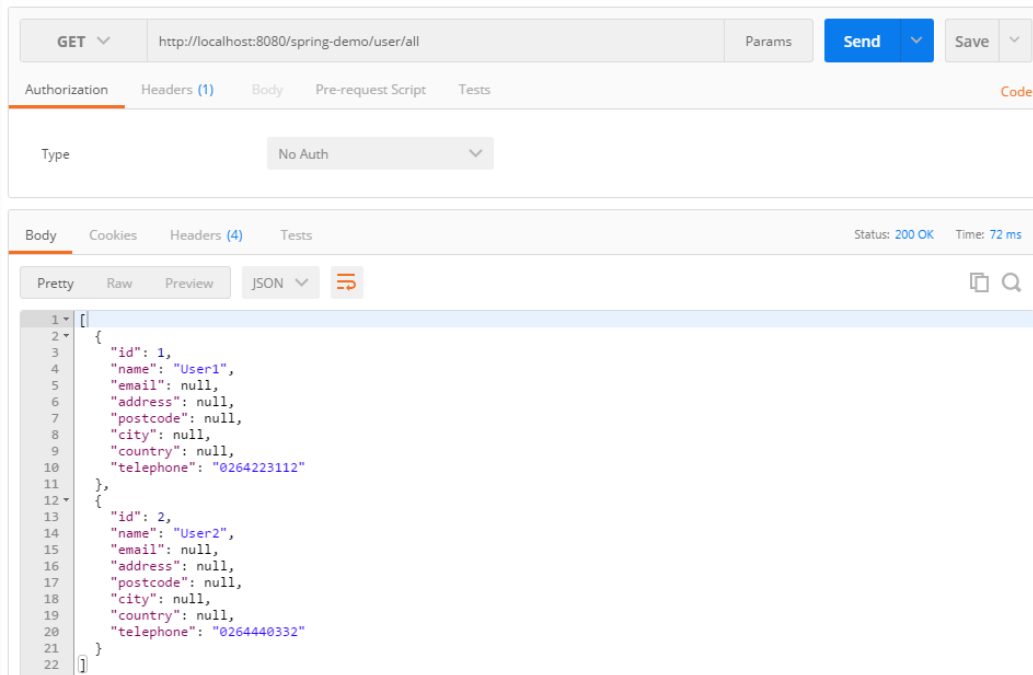 GET http://localhost:8080/spring-demo/user/all Params Send Save
Authorization Headers (1) Body Pre-request Script Tests Code
Type No Auth
Body Cookies Headers (4) Tests Status: 200 OK Time: 72 ms
Pretty Raw Preview JSON
1 [
2 {
3 "id": 1,
4 "name": "User1",
5 "email": null,
6 "address": null,
7 "postcode": null,
8 "city": null,
9 "country": null,
10 "telephone": "0264223112"
11 },
12 {
13 "id": 2,
14 "name": "User2",
15 "email": null,
16 "address": null,
17 "postcode": null,
18 "city": null,
19 "country": null,
20 "telephone": "0264440332"
21 }
22 ]